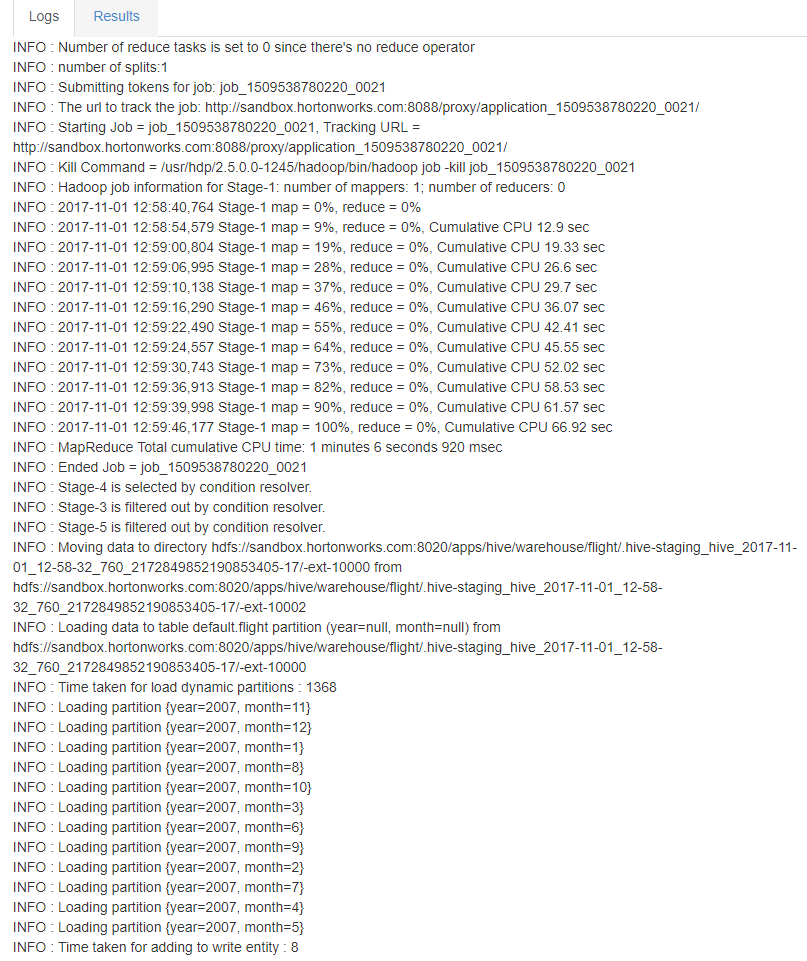 Logs Results
INFO : Number of reduce tasks is set to 0 since there's no reduce operator
INFO : number of splits:1
INFO : Submitting tokens for job: job_1509538780220_0021
INFO : The url to track the job: http://sandbox.hortonworks.com:8088/proxy/application_1509538780220_0021/
INFO : Starting Job = job_1509538780220_0021, Tracking URL =
http://sandbox.hortonworks.com:8088/proxy/application_1509538780220_0021/
INFO : Kill Command = /usr/hdp/2.5.0.0-1245/hadoop/bin/hadoop job -kill job_1509538780220_0021
INFO : Hadoop job information for Stage-1: number of mappers: 1; number of reducers: 0
INFO : 2017-11-01 12:58:40,764 Stage-1 map = 0%, reduce = 0%
INFO : 2017-11-01 12:58:54,579 Stage-1 map = 9%, reduce = 0%, Cumulative CPU 12.9 sec
INFO : 2017-11-01 12:59:00,804 Stage-1 map = 19%, reduce = 0%, Cumulative CPU 19.33 sec
INFO : 2017-11-01 12:59:06,995 Stage-1 map = 28%, reduce = 0%, Cumulative CPU 26.6 sec
INFO : 2017-11-01 12:59:10,138 Stage-1 map = 37%, reduce = 0%, Cumulative CPU 29.7 sec
INFO : 2017-11-01 12:59:16,290 Stage-1 map = 46%, reduce = 0%, Cumulative CPU 36.07 sec
INFO : 2017-11-01 12:59:22,490 Stage-1 map = 55%, reduce = 0%, Cumulative CPU 42.41 sec
INFO : 2017-11-01 12:59:24,557 Stage-1 map = 64%, reduce = 0%, Cumulative CPU 45.55 sec
INFO : 2017-11-01 12:59:30,743 Stage-1 map = 73%, reduce = 0%, Cumulative CPU 52.02 sec
INFO : 2017-11-01 12:59:36,913 Stage-1 map = 82%, reduce = 0%, Cumulative CPU 58.53 sec
INFO : 2017-11-01 12:59:39,998 Stage-1 map = 90%, reduce = 0%, Cumulative CPU 61.57 sec
INFO : 2017-11-01 12:59:46,177 Stage-1 map = 100%, reduce = 0%, Cumulative CPU 66.92 sec
INFO : MapReduce Total cumulative CPU time: 1 minutes 6 seconds 920 msec
INFO : Ended Job = job_1509538780220_0021
INFO : Stage-4 is selected by condition resolver.
INFO : Stage-3 is filtered out by condition resolver.
INFO : Stage-5 is filtered out by condition resolver.
INFO : Moving data to directory hdfs://sandbox.hortonworks.com:8020/apps/hive/warehouse/flight/.hive-staging_hive_2017-11-
01_12-58-32_760_2172849852190853405-17/-ext-10000 from
hdfs://sandbox.hortonworks.com:8020/apps/hive/warehouse/flight/.hive-staging_hive_2017-11-01_12-58-
32_760_2172849852190853405-17/-ext-10002
INFO : Loading data to table default.flight partition (year=null, month=null) from
hdfs://sandbox.hortonworks.com:8020/apps/hive/warehouse/flight/.hive-staging_hive_2017-11-01_12-58-
32_760_2172849852190853405-17/-ext-10000
INFO : Time taken for load dynamic partitions : 1368
INFO : Loading partition {year=2007, month=11}
INFO : Loading partition {year=2007, month=12}
INFO : Loading partition {year=2007, month=1}
INFO : Loading partition {year=2007, month=8}
INFO : Loading partition {year=2007, month=10}
INFO : Loading partition {year=2007, month=3}
INFO : Loading partition {year=2007, month=6}
INFO : Loading partition {year=2007, month=9}
INFO : Loading partition {year=2007, month=2}
INFO : Loading partition {year=2007, month=7}
INFO : Loading partition {year=2007, month=4}
INFO : Loading partition {year=2007, month=5}
INFO : Time taken for adding to write entity : 8